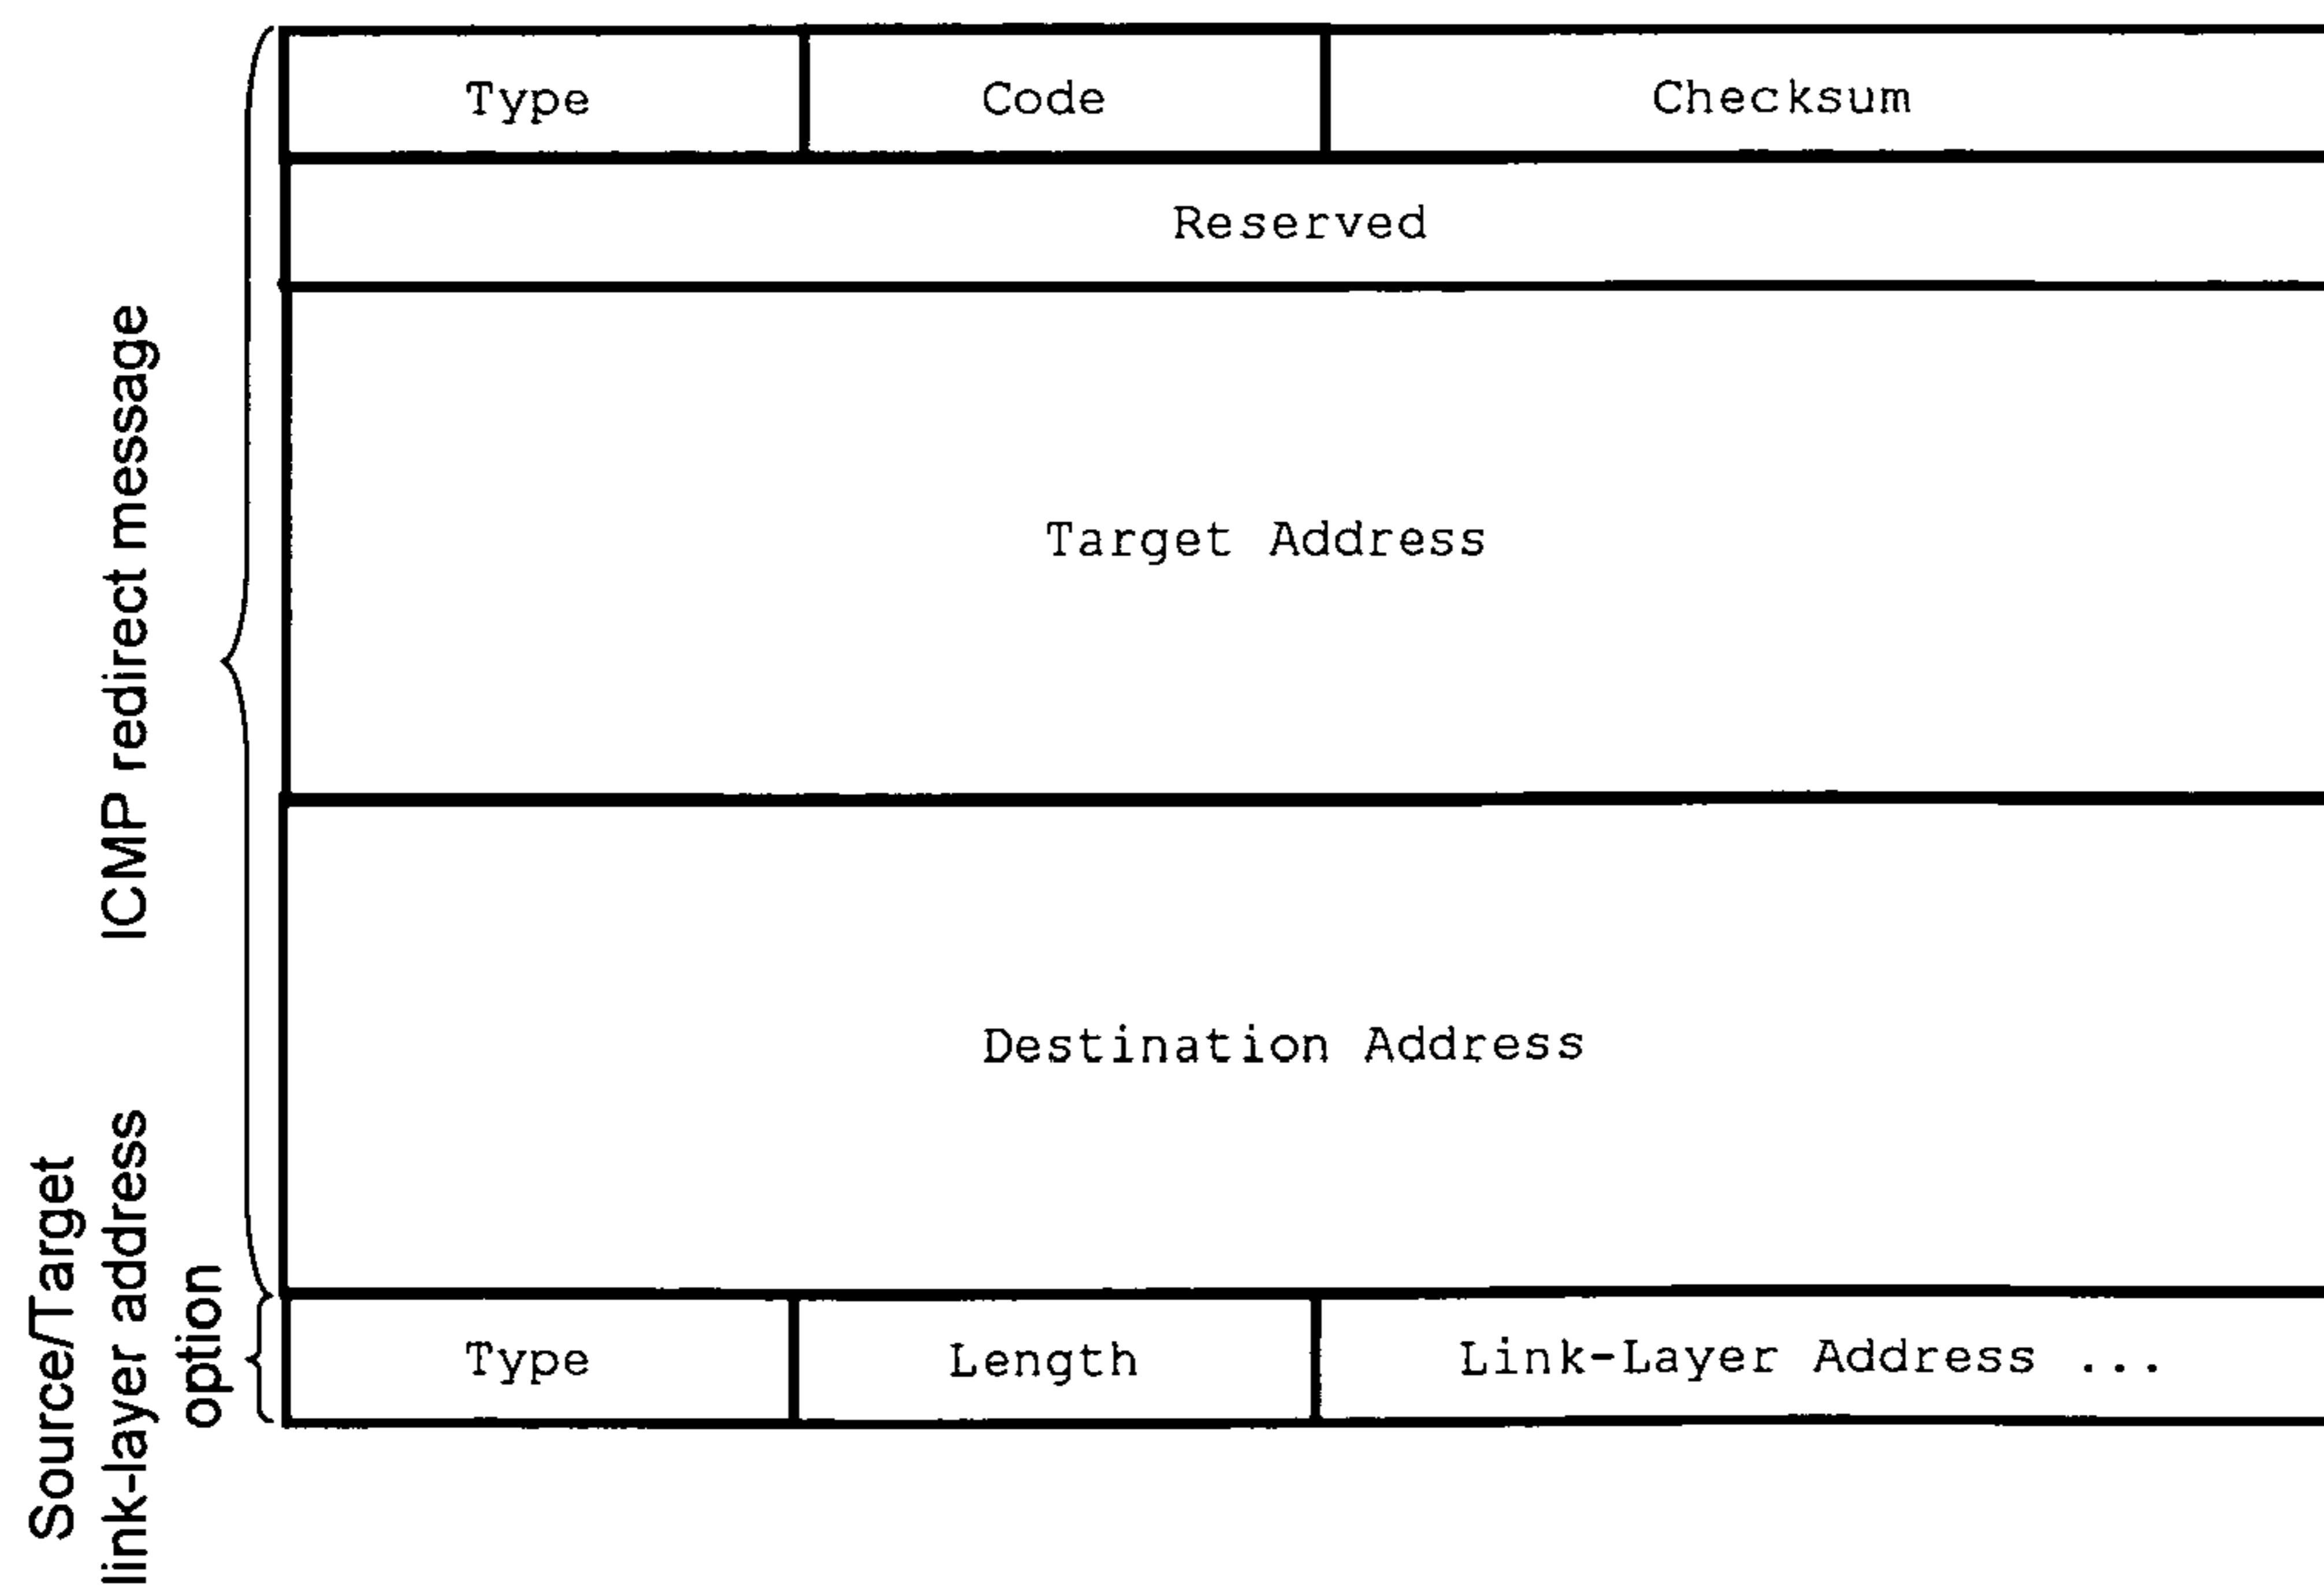 Type Code Checksum
Reserved
Target Address
Destination Address
Type Length Link-Layer Address ...
ICMP redirect message
Source/Target
link-layer address
option